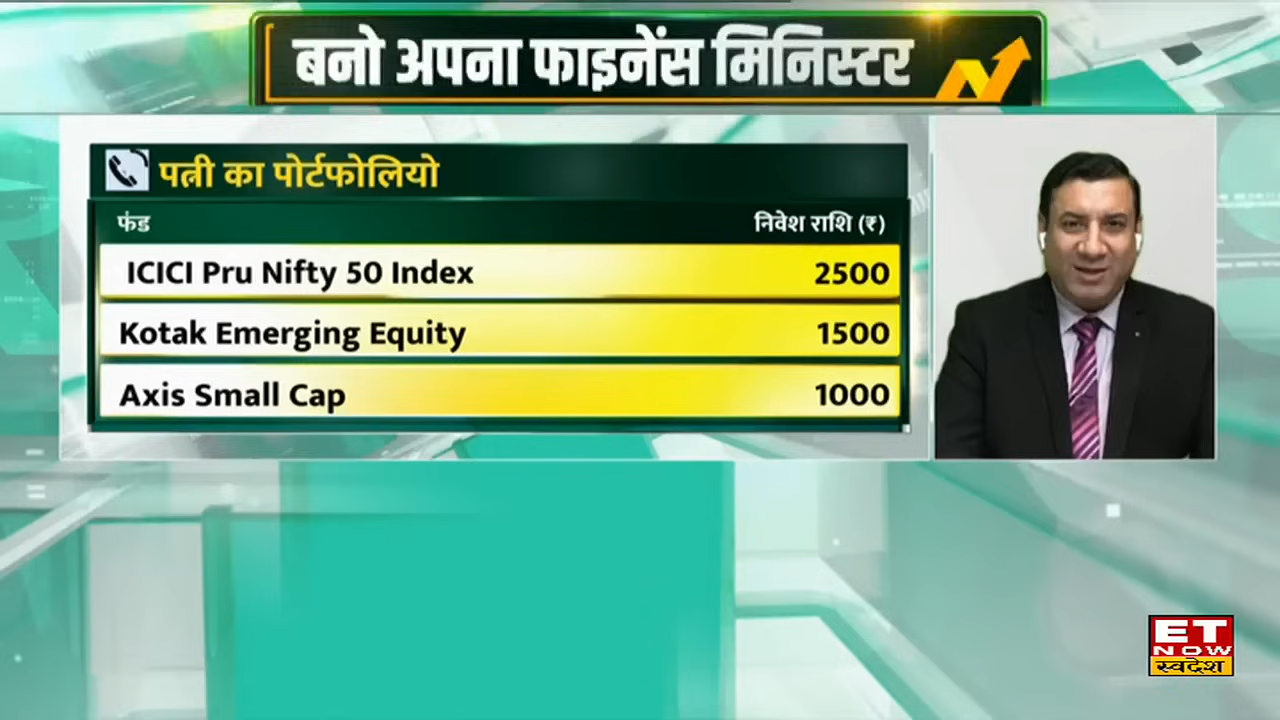 बनो अपना फाइनेंस मिनिस्टर
पत्नी का पोर्टफोलियो
फंड निवेश राशि (₹)
ICICI Pru Nifty 50 Index 2500
Kotak Emerging Equity 1500
Axis Small Cap 1000
ET
NOW
स्वदेश